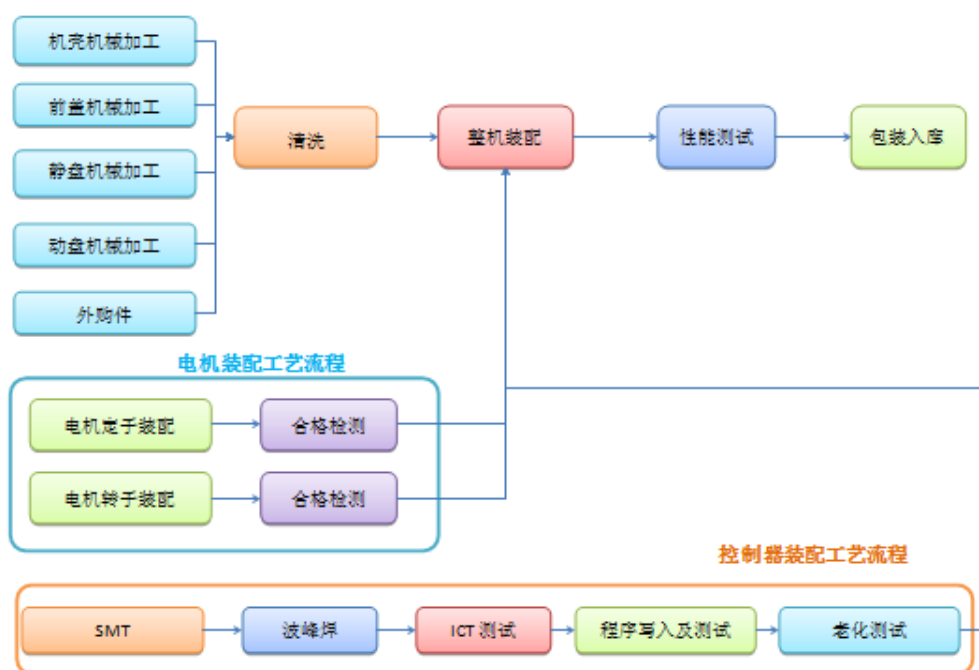 机壳机械加工
前盖机械加工
静盘机械加工
动盘机械加工
外购件
清洗
整机装配
性能测试
包装入库
电机装配工艺流程
电机定子装配
合格检测
电机转子装配
合格检测
控制器装配工艺流程
SMT
波峰焊
ICT 测试
程序写入及测试
老化测试